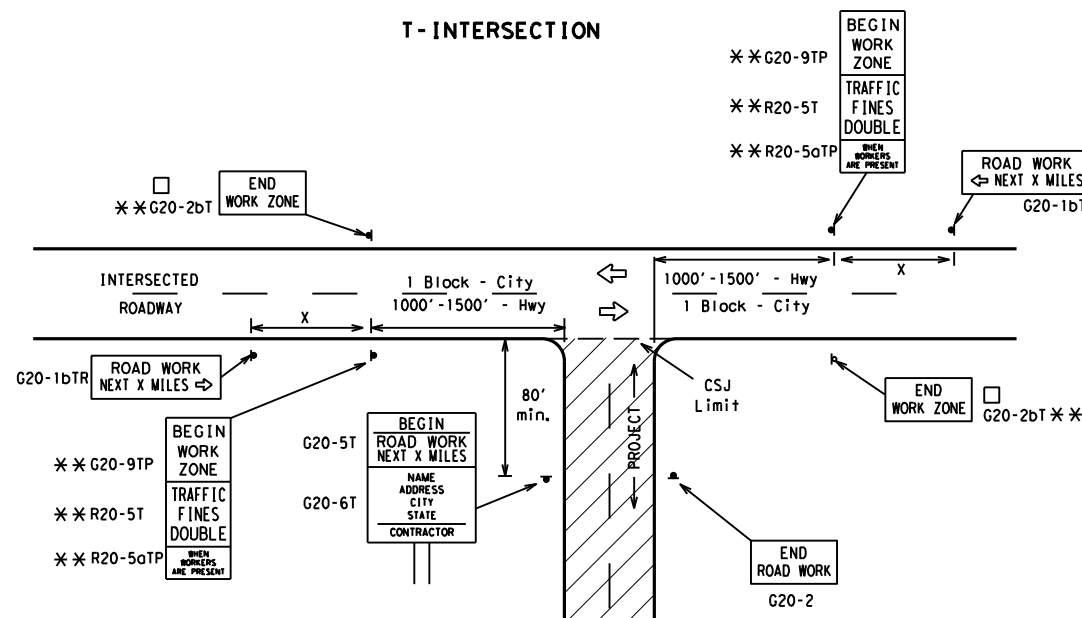 T-INTERSECTION
BEGIN
WORK
ZONE
**G20-9TP
TRAFFIC
FINES
DOUBLE
**R20-5T
WHEN
WORKERS
ARE PRESENT
**R20-5aTP
ROAD WORK
⇦ NEXT X MILES
G20-1bT
END
WORK ZONE
□
**G20-2bT
INTERSECTED
ROADWAY
1 Block - City
1000'-1500' - Hwy
X
1000'-1500' - Hwy
1 Block - City
X
G20-1bTR
ROAD WORK
NEXT X MILES ⇨
80'
min.
CSJ
Limit
PROJECT
END
WORK ZONE
□
G20-2bT **
BEGIN
WORK
ZONE
**G20-9TP
TRAFFIC
FINES
DOUBLE
**R20-5T
WHEN
WORKERS
ARE PRESENT
**R20-5aTP
G20-5T
BEGIN
ROAD WORK
NEXT X MILES
G20-6T
NAME
ADDRESS
CITY
STATE
CONTRACTOR
END
ROAD WORK
G20-2